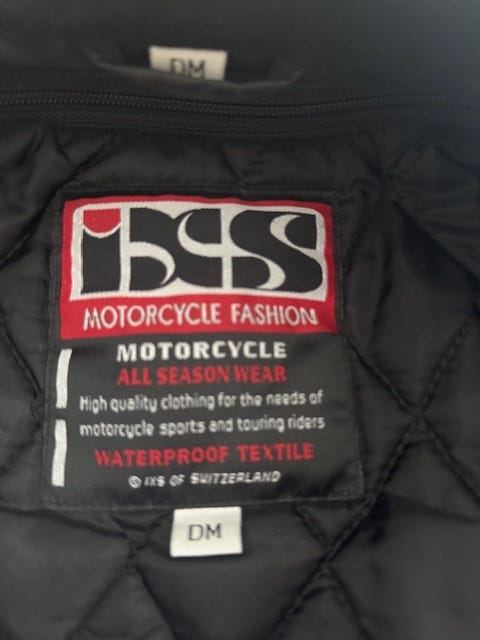 DM
iXS
MOTORCYCLE FASHION
MOTORCYCLE
ALL SEASON WEAR
High quality clothing for the needs of
motorcycle sports and touring riders
WATERPROOF TEXTILE
© IXS OF SWITZERLAND
DM